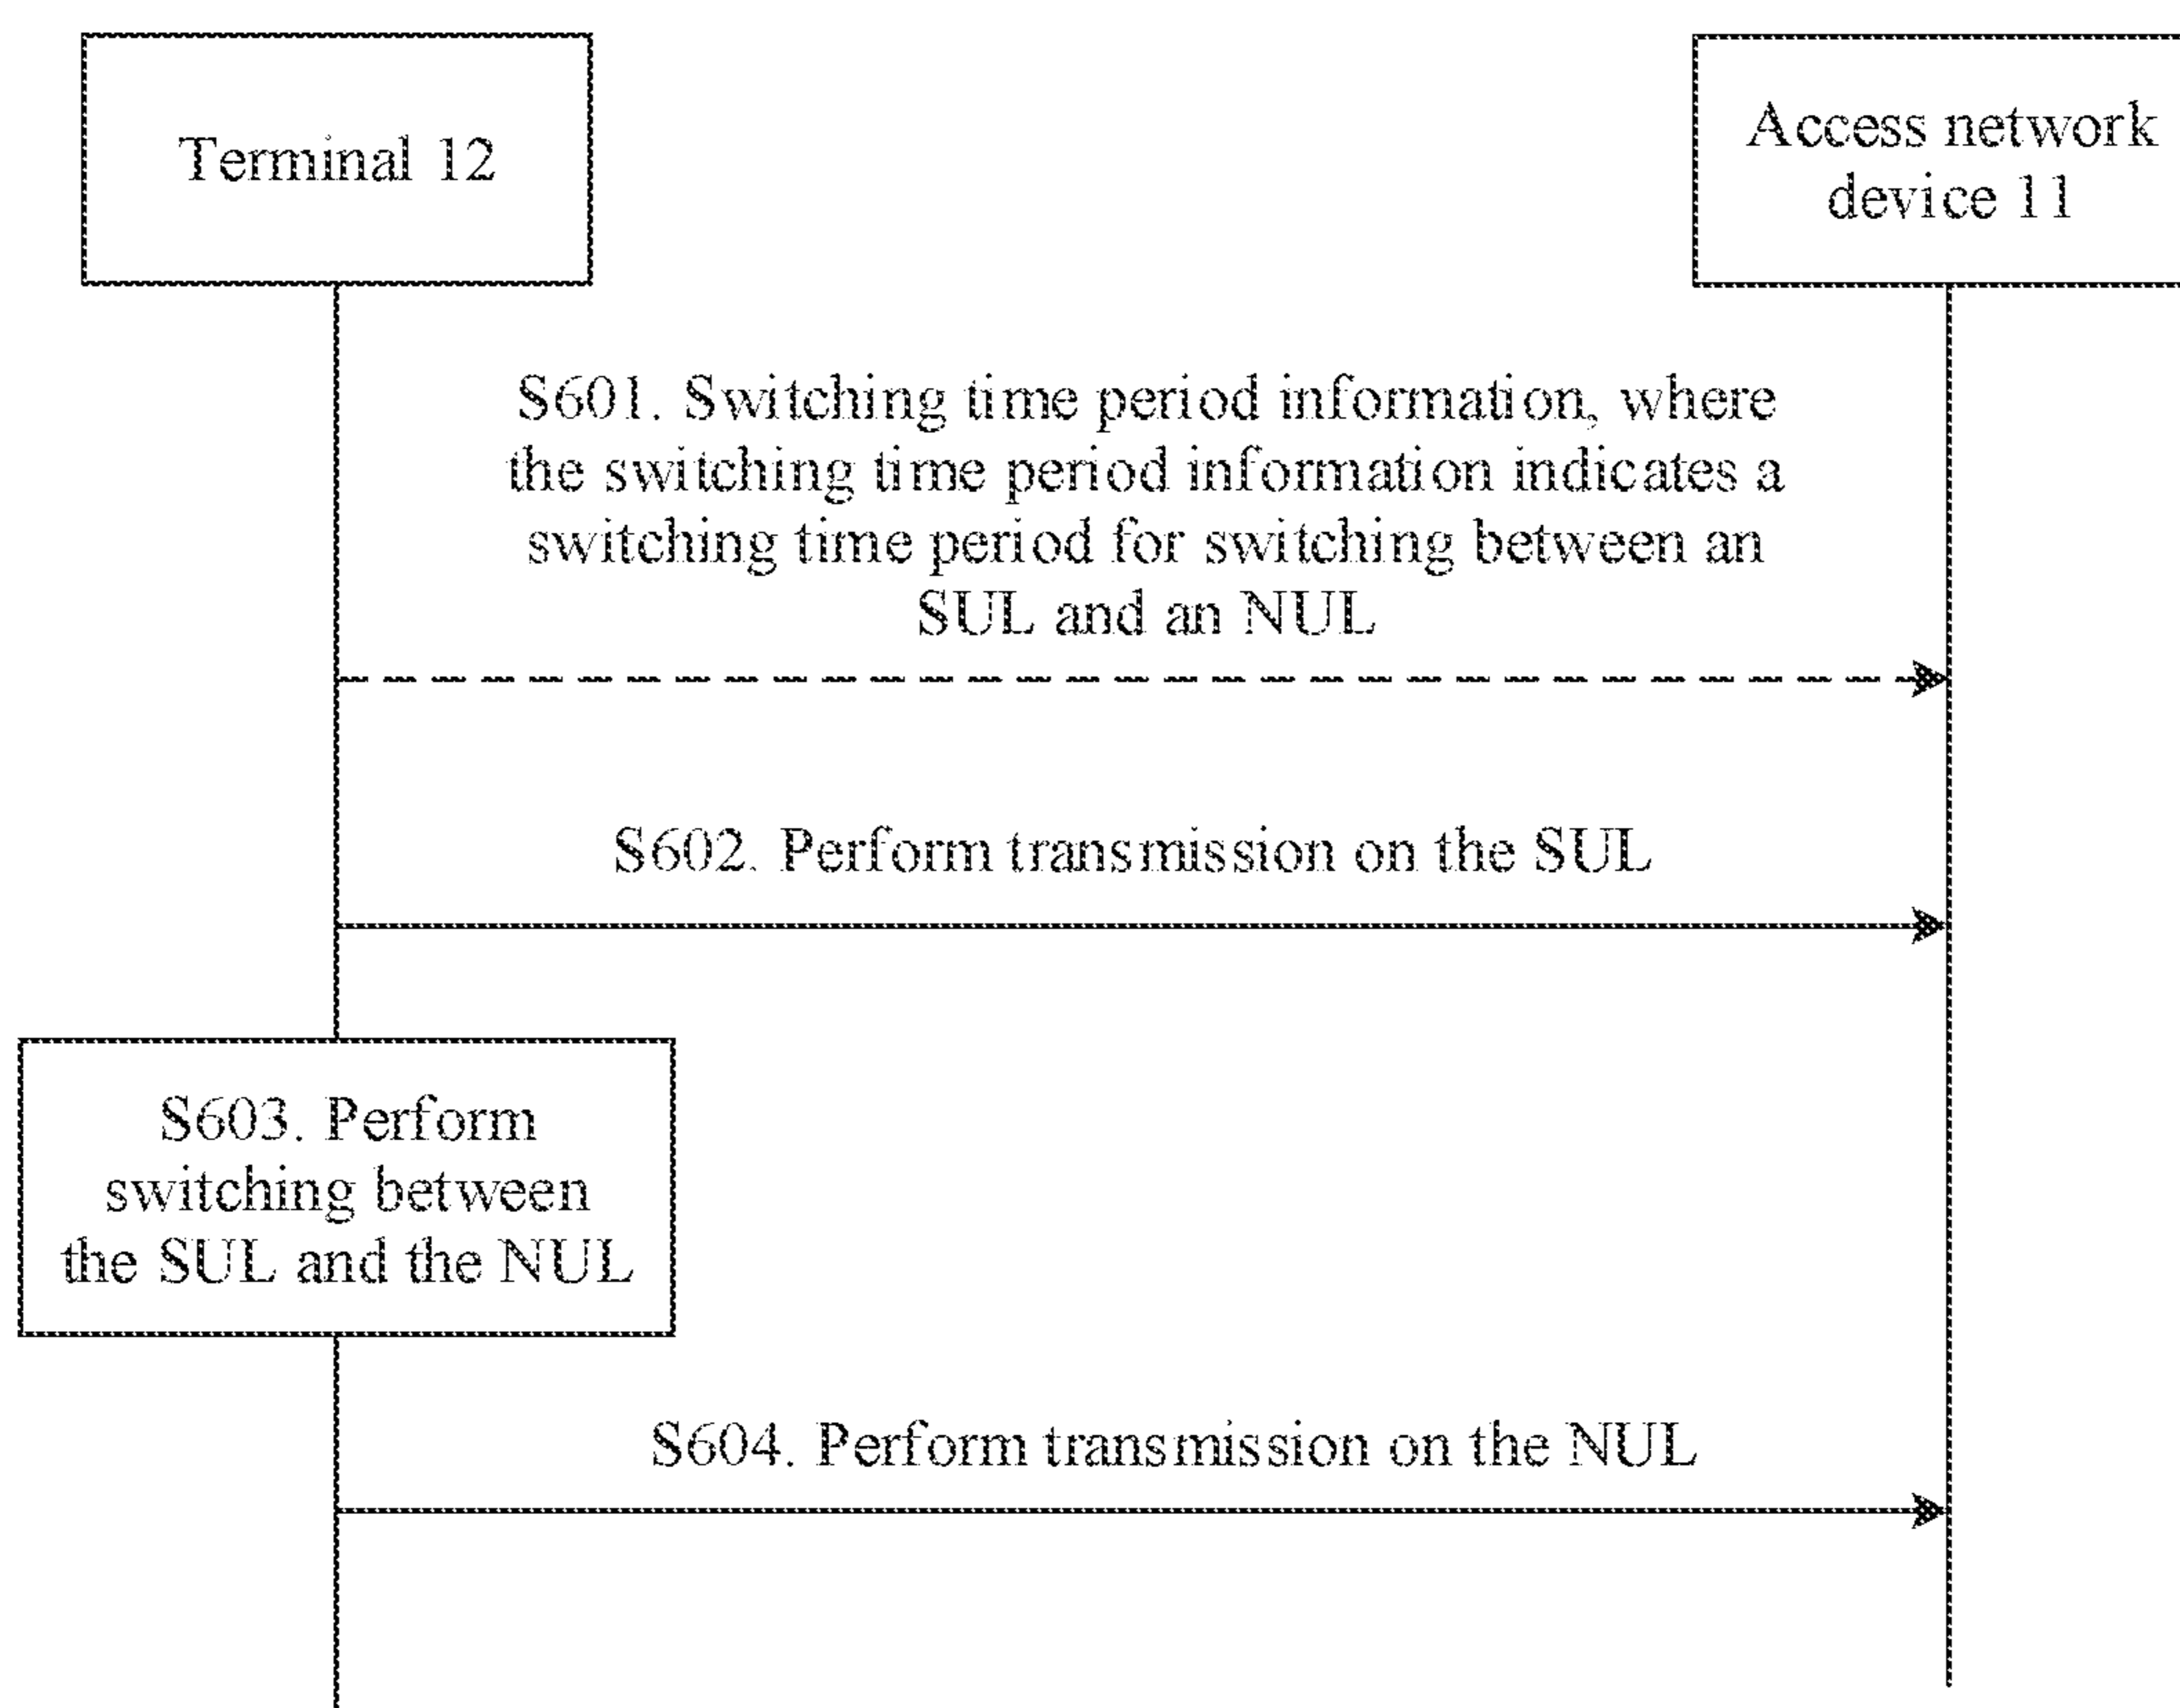 Terminal 12
Access network
device 11
S601. Switching time period information, where
the switching time period information indicates a
switching time period for switching between an
SUL and an NUL
S602. Perform transmission on the SUL
S603. Perform
switching between
the SUL and the NUL
S604. Perform transmission on the NUL